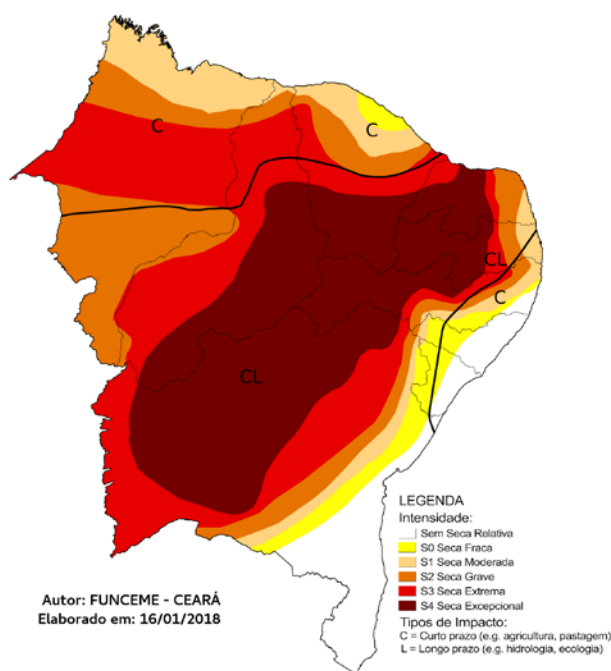 C
C
CL
C
CL
LEGENDA
Intensidade:
Sem Seca Relativa
S0 Seca Fraca
S1 Seca Moderada
S2 Seca Grave
S3 Seca Extrema
S4 Seca Excepcional
Tipos de Impacto:
C = Curto prazo (e.g. agricultura, pastagem)
L = Longo prazo (e.g. hidrologia, ecologia)
Autor: FUNCEME - CEARÁ
Elaborado em: 16/01/2018